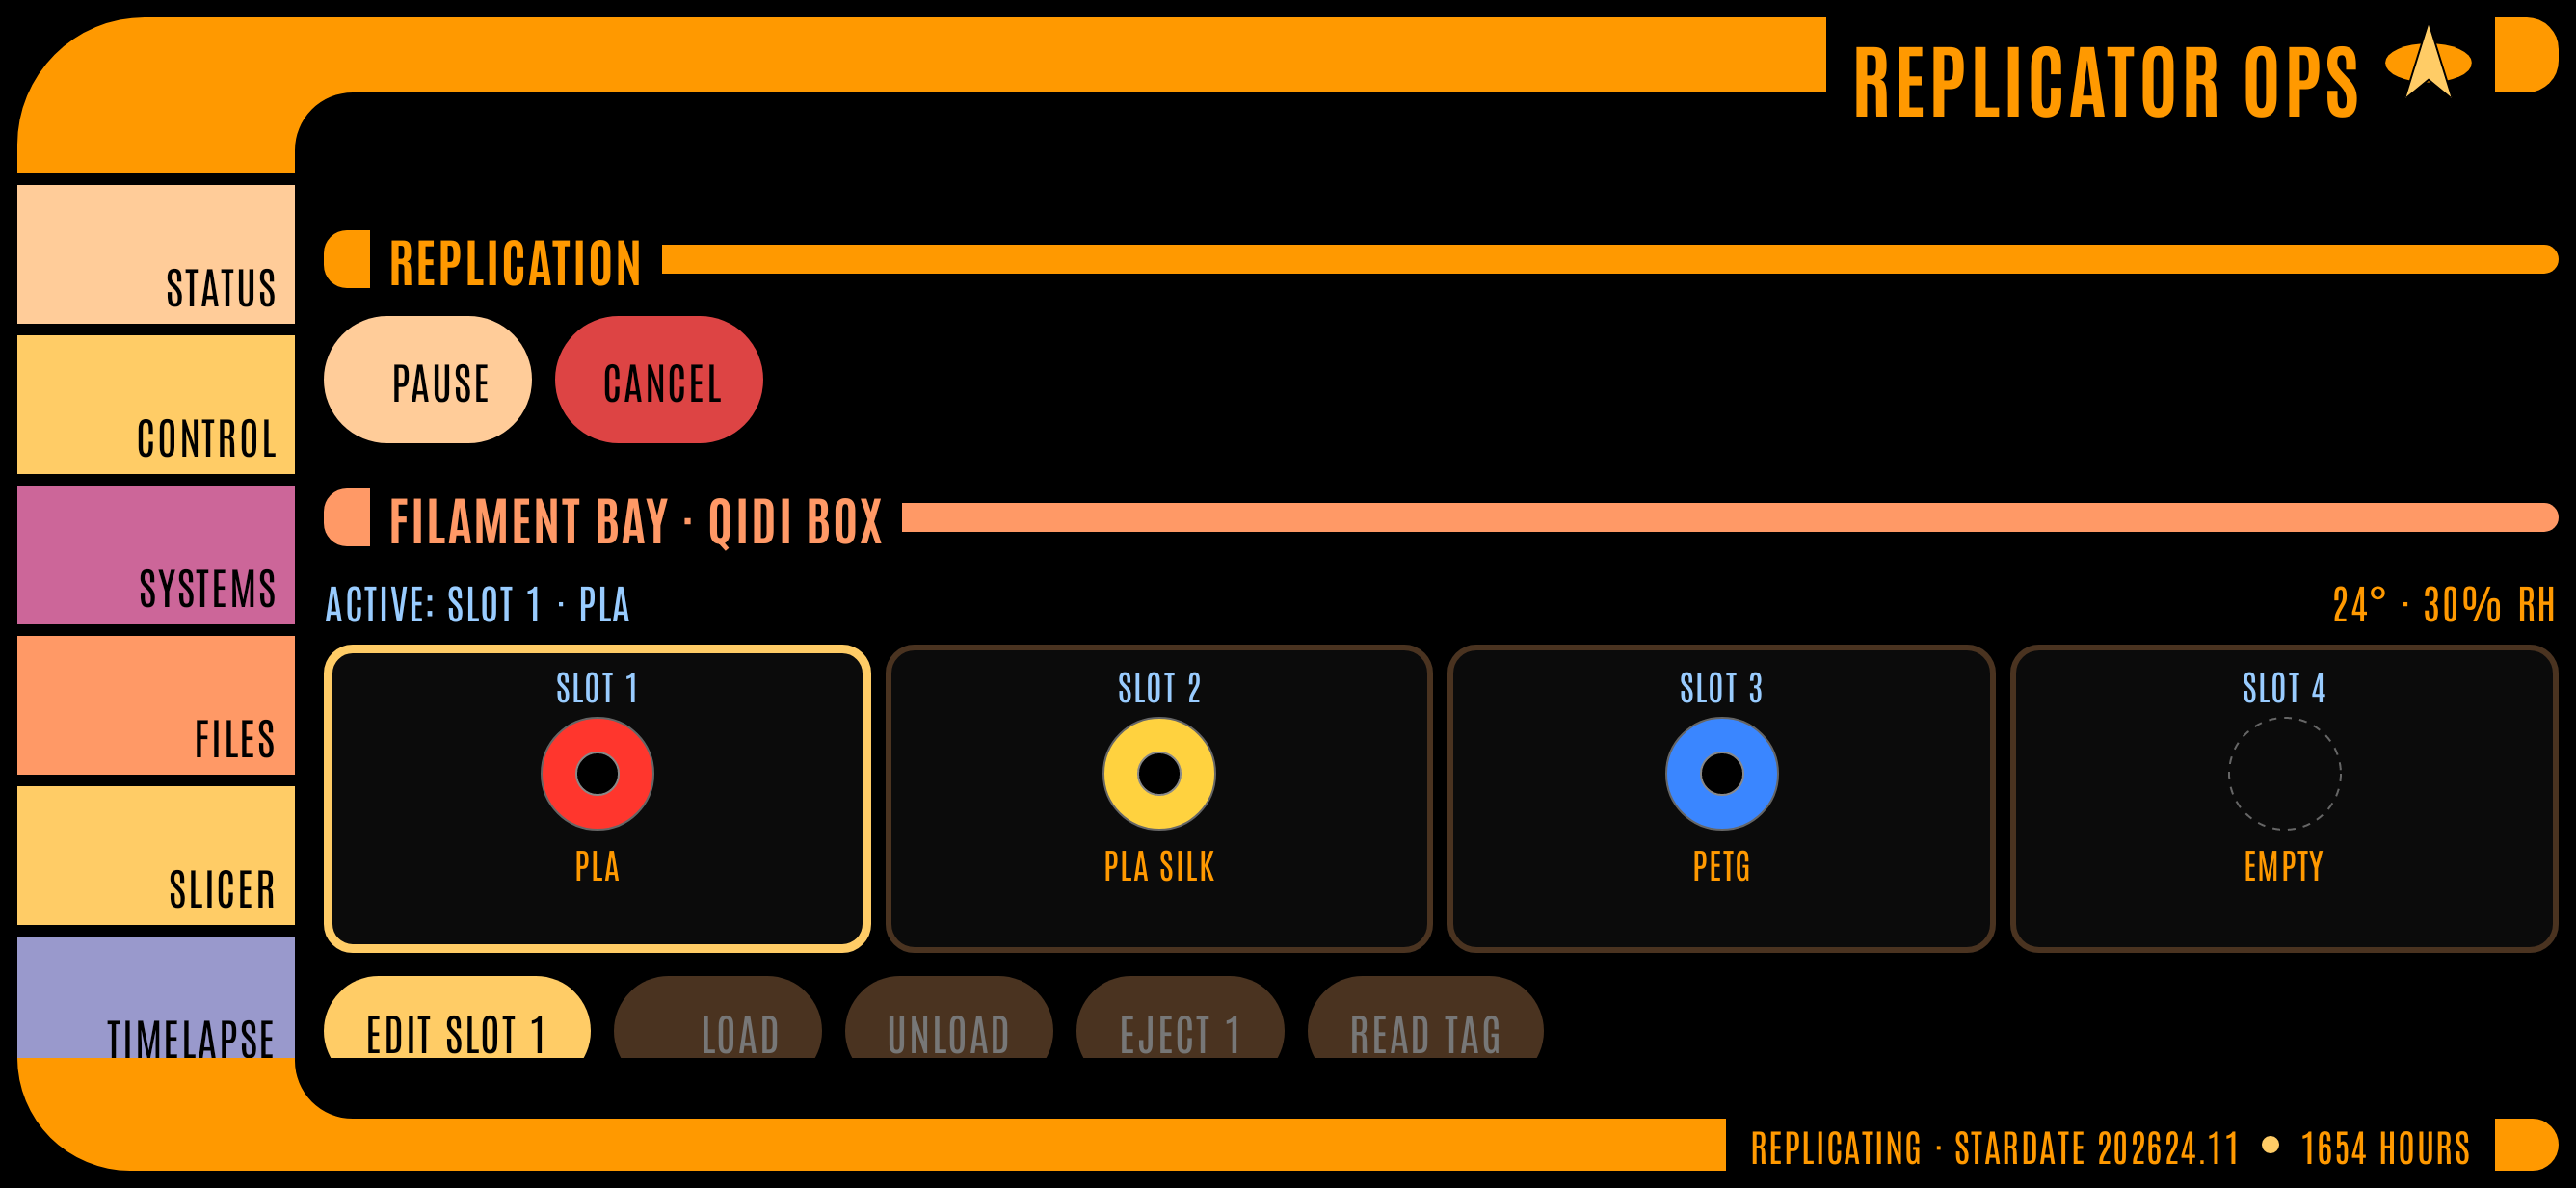 REPLICATOR OPS
STATUS
CONTROL
SYSTEMS
FILES
SLICER
TIMELAPSE
REPLICATION
PAUSE
CANCEL
FILAMENT BAY · QIDI BOX
ACTIVE: SLOT 1 · PLA
24° · 30% RH
SLOT 1
PLA
SLOT 2
PLA SILK
SLOT 3
PETG
SLOT 4
EMPTY
EDIT SLOT 1
LOAD
UNLOAD
EJECT 1
READ TAG
REPLICATING · STARDATE 202624.11 • 1654 HOURS